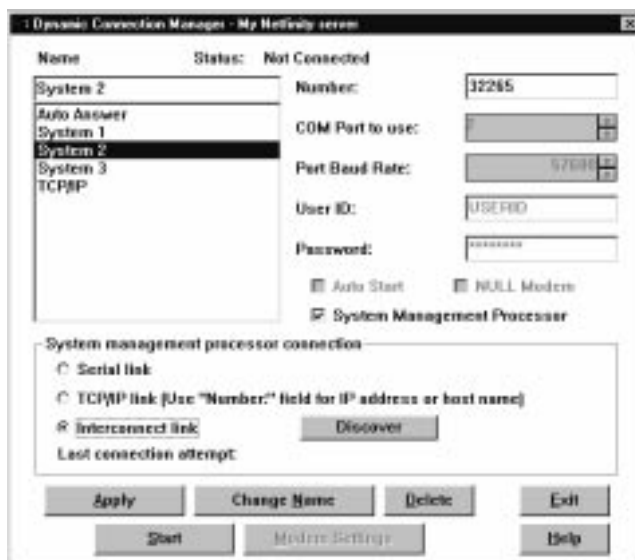 Dynamic Connection Manager - My Netfinity server
Name Status: Not Connected
System 2
Auto Answer
System 1
System 2
System 3
TCP/IP
Number: 32265
COM Port to use: 2
Port Baud Rate: 57600
User ID: USERID
Password: ********
Auto Start NULL Modem
System Management Processor
System management processor connection
Serial link
TCP/IP link (Use "Number:" field for IP address or host name)
Interconnect link Discover
Last connection attempt:
Apply Change Name Delete Exit
Start Modem Settings Help